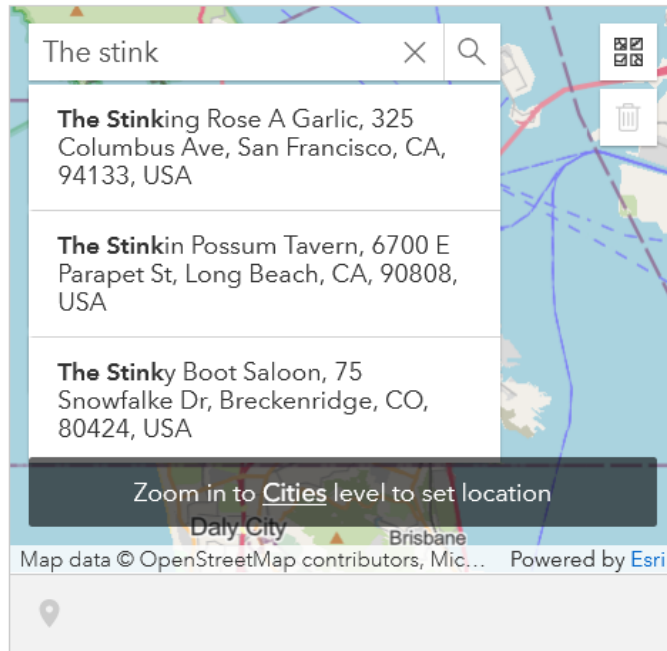 The stink
The Stinking Rose A Garlic, 325
Columbus Ave, San Francisco, CA,
94133, USA
The Stinkin Possum Tavern, 6700 E
Parapet St, Long Beach, CA, 90808,
USA
The Stinky Boot Saloon, 75
Snowfalke Dr, Breckenridge, CO,
80424, USA
Zoom in to Cities level to set location
Daly City
Brisbane
Map data © OpenStreetMap contributors, Mic... Powered by Esri